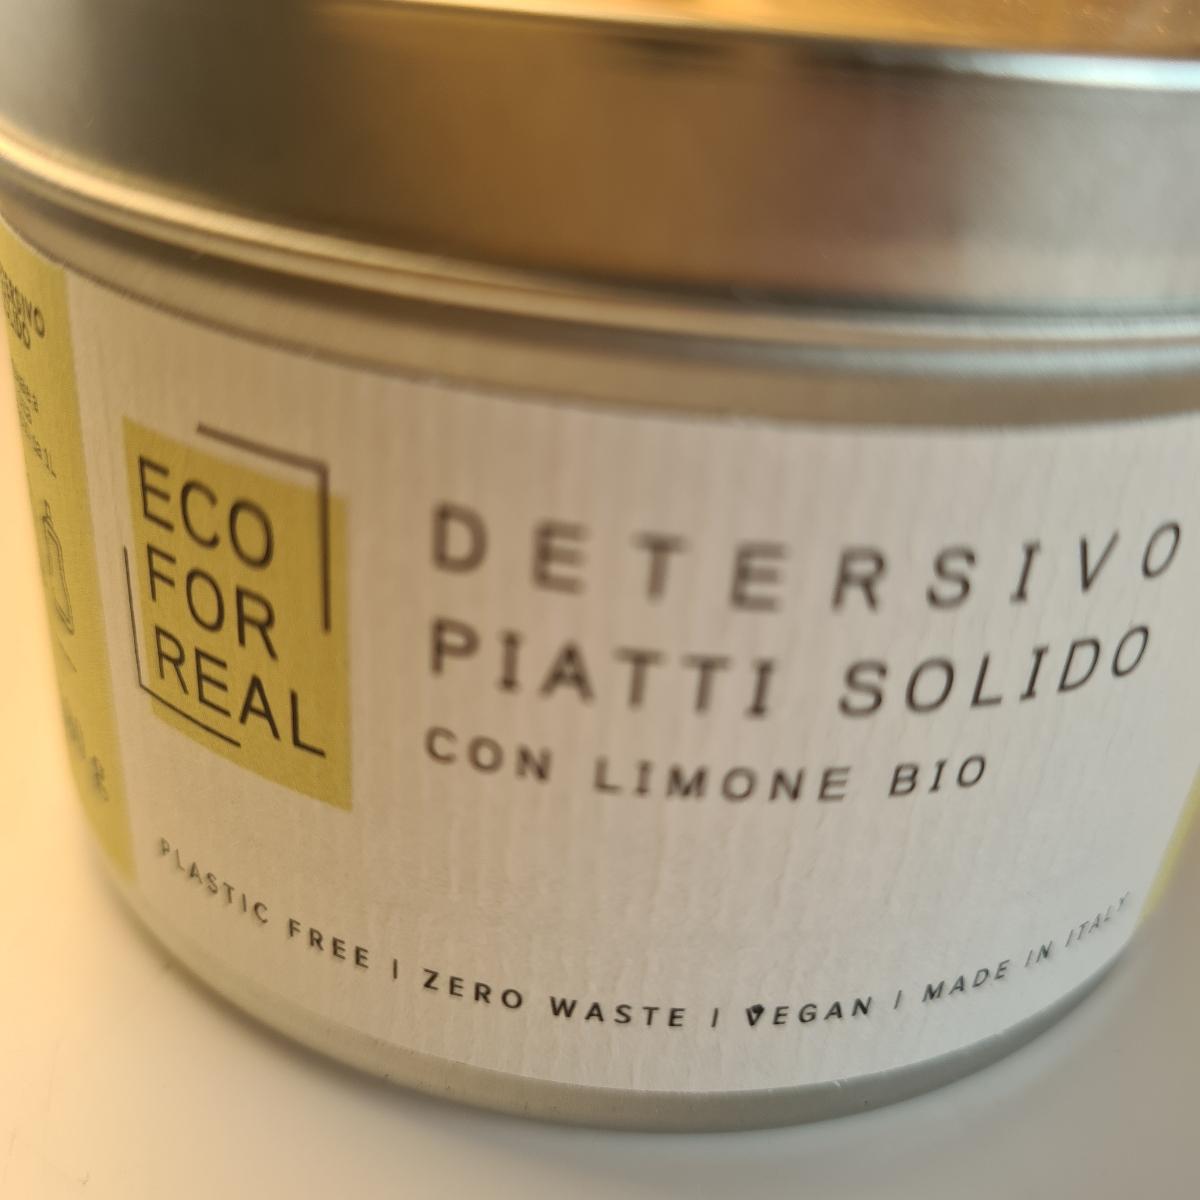 ECO
FOR
REAL
DETERSIVO
PIATTI SOLIDO
CON LIMONE BIO
PLASTIC FREE | ZERO WASTE | VEGAN | MADE IN ITALY